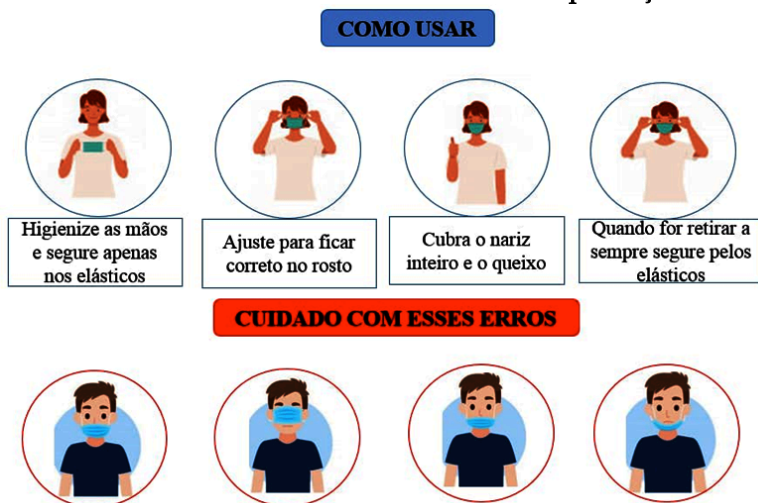 COMO USAR
Higienize as mãos
e segure apenas
nos elásticos
Ajuste para ficar
correto no rosto
Cubra o nariz
inteiro e o queixo
Quando for retirar a
sempre segure pelos
elásticos
CUIDADO COM ESSES ERROS